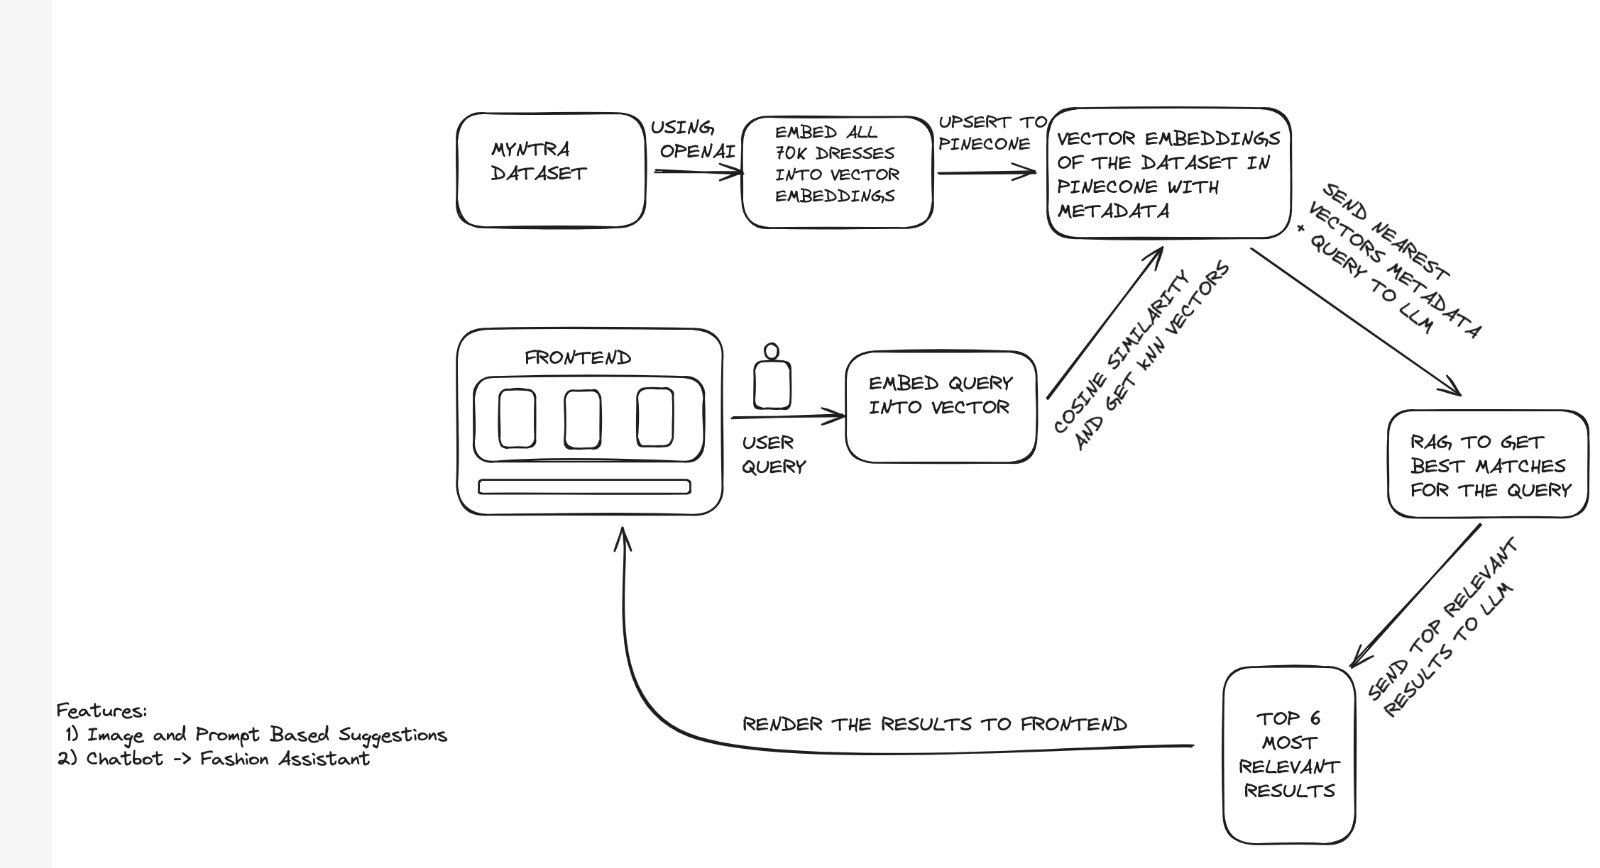 MYNTRA
DATASET
USING
OPENAI
EMBED ALL
70K DRESSES
INTO VECTOR
EMBEDDINGS
UPSERT TO
PINECONE
VECTOR EMBEDDINGS
OF THE DATASET IN
PINECONE WITH
METADATA
SEND NEAREST
VECTORS METADATA
+ QUERY TO LLM
FRONTEND
USER
QUERY
EMBED QUERY
INTO VECTOR
COSINE SIMILARITY
AND GET KNN VECTORS
RAG TO GET
BEST MATCHES
FOR THE QUERY
SEND TOP RELEVANT
RESULTS TO LLM
TOP 6
MOST
RELEVANT
RESULTS
RENDER THE RESULTS TO FRONTEND
Features:
1) Image and Prompt Based Suggestions
2) Chatbot -> Fashion Assistant